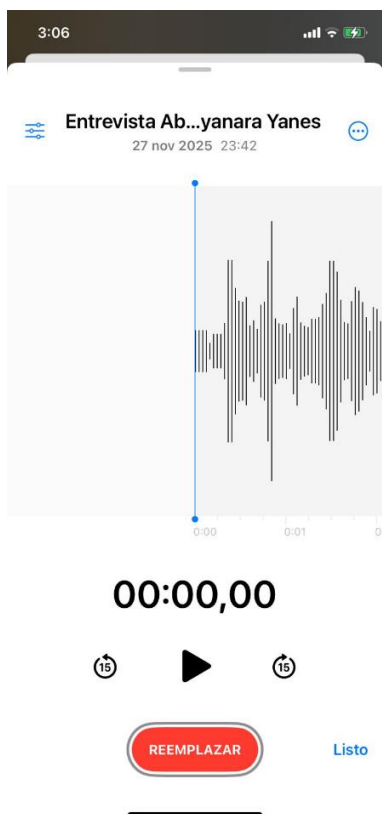 3:06
Entrevista Ab...yanara Yanes
27 nov 2025 23:42
0:00 0:01 0
00:00,00
15 15
REEMPLAZAR
Listo